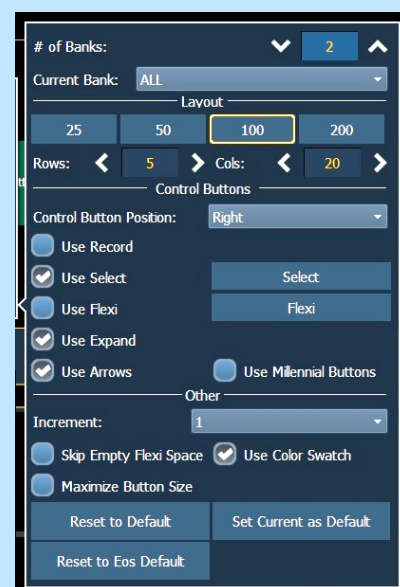 # of Banks: 2
Current Bank: ALL
Layout
25 50 100 200
Rows: 5 Cols: 20
Control Buttons
Control Button Position: Right
Use Record
Use Select Select
Use Flexi Flexi
Use Expand
Use Arrows Use Millennial Buttons
Other
Increment: 1
Skip Empty Flexi Space Use Color Swatch
Maximize Button Size
Reset to Default Set Current as Default
Reset to Eos Default